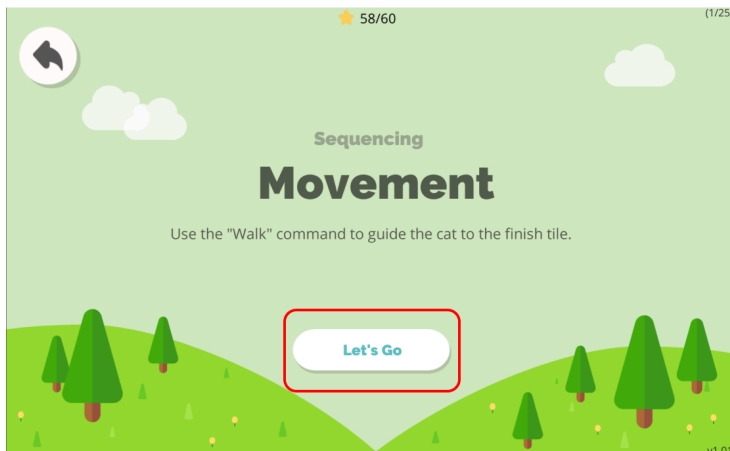 58/60
(1/25
Sequencing
Movement
Use the "Walk" command to guide the cat to the finish tile.
Let's Go